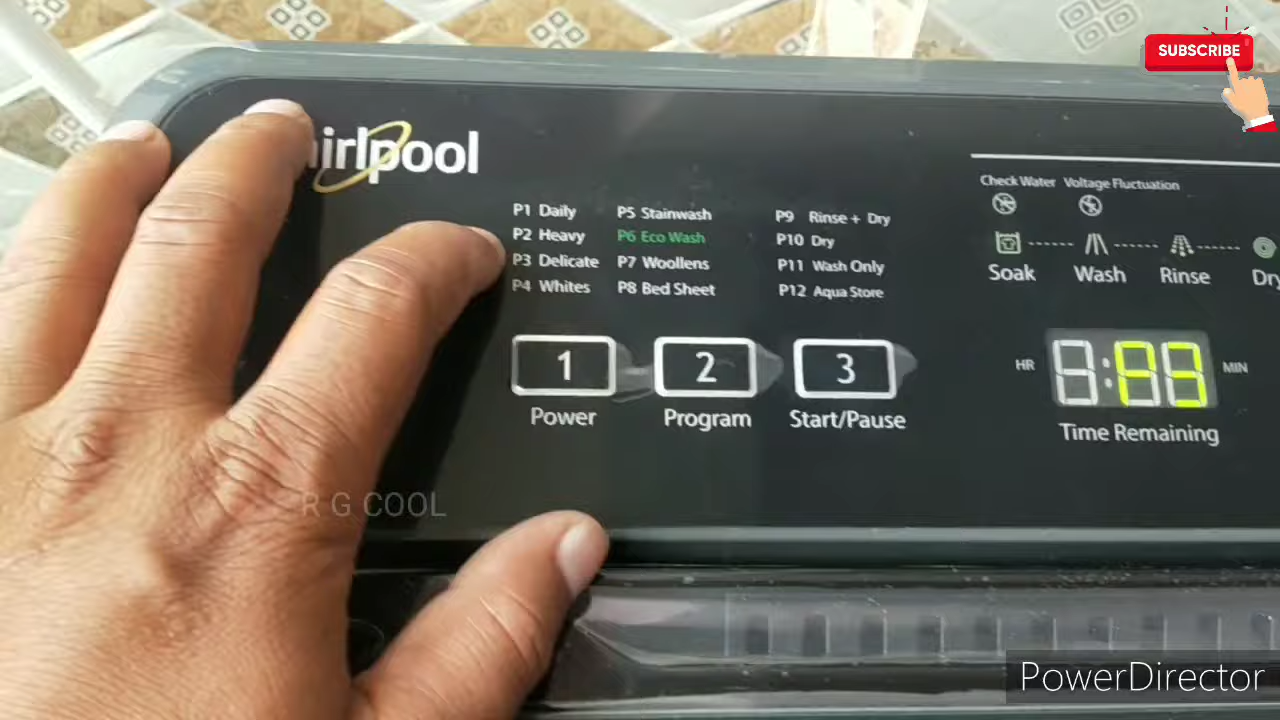 SUBSCRIBE
irlpool
Check Water Voltage Fluctuation
P1 Daily P5 Stainwash P9 Rinse + Dry
P2 Heavy P6 Eco Wash P10 Dry
P3 Delicate P7 Woollens P11 Wash Only
P4 Whites P8 Bed Sheet P12 Aqua Store
Soak Wash Rinse Dry
1 2 3
HR P3 MIN
Power Program Start/Pause
Time Remaining
R G COOL
PowerDirector